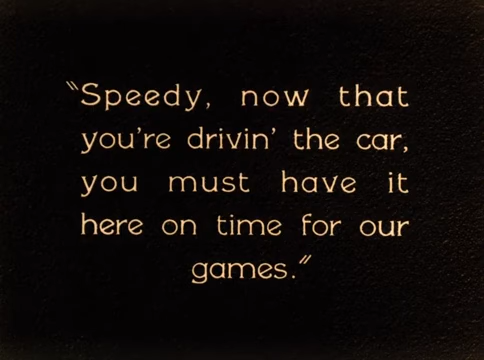 "Speedy, now that
you're drivin' the car,
you must have it
here on time for our
games."